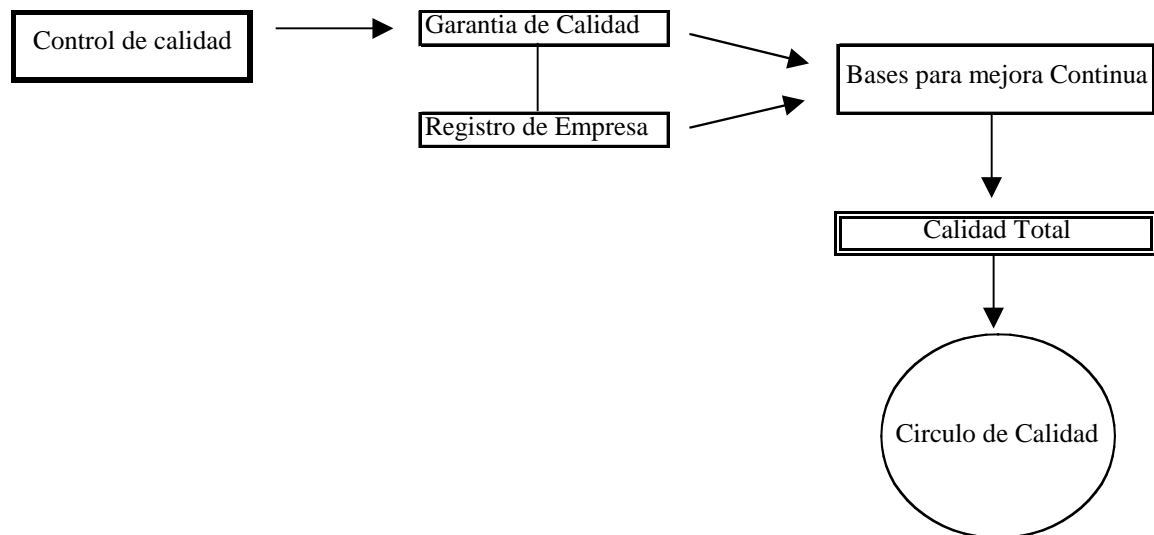 Control de calidad
Garantia de Calidad
Registro de Empresa
Bases para mejora Continua
Calidad Total
Circulo de Calidad